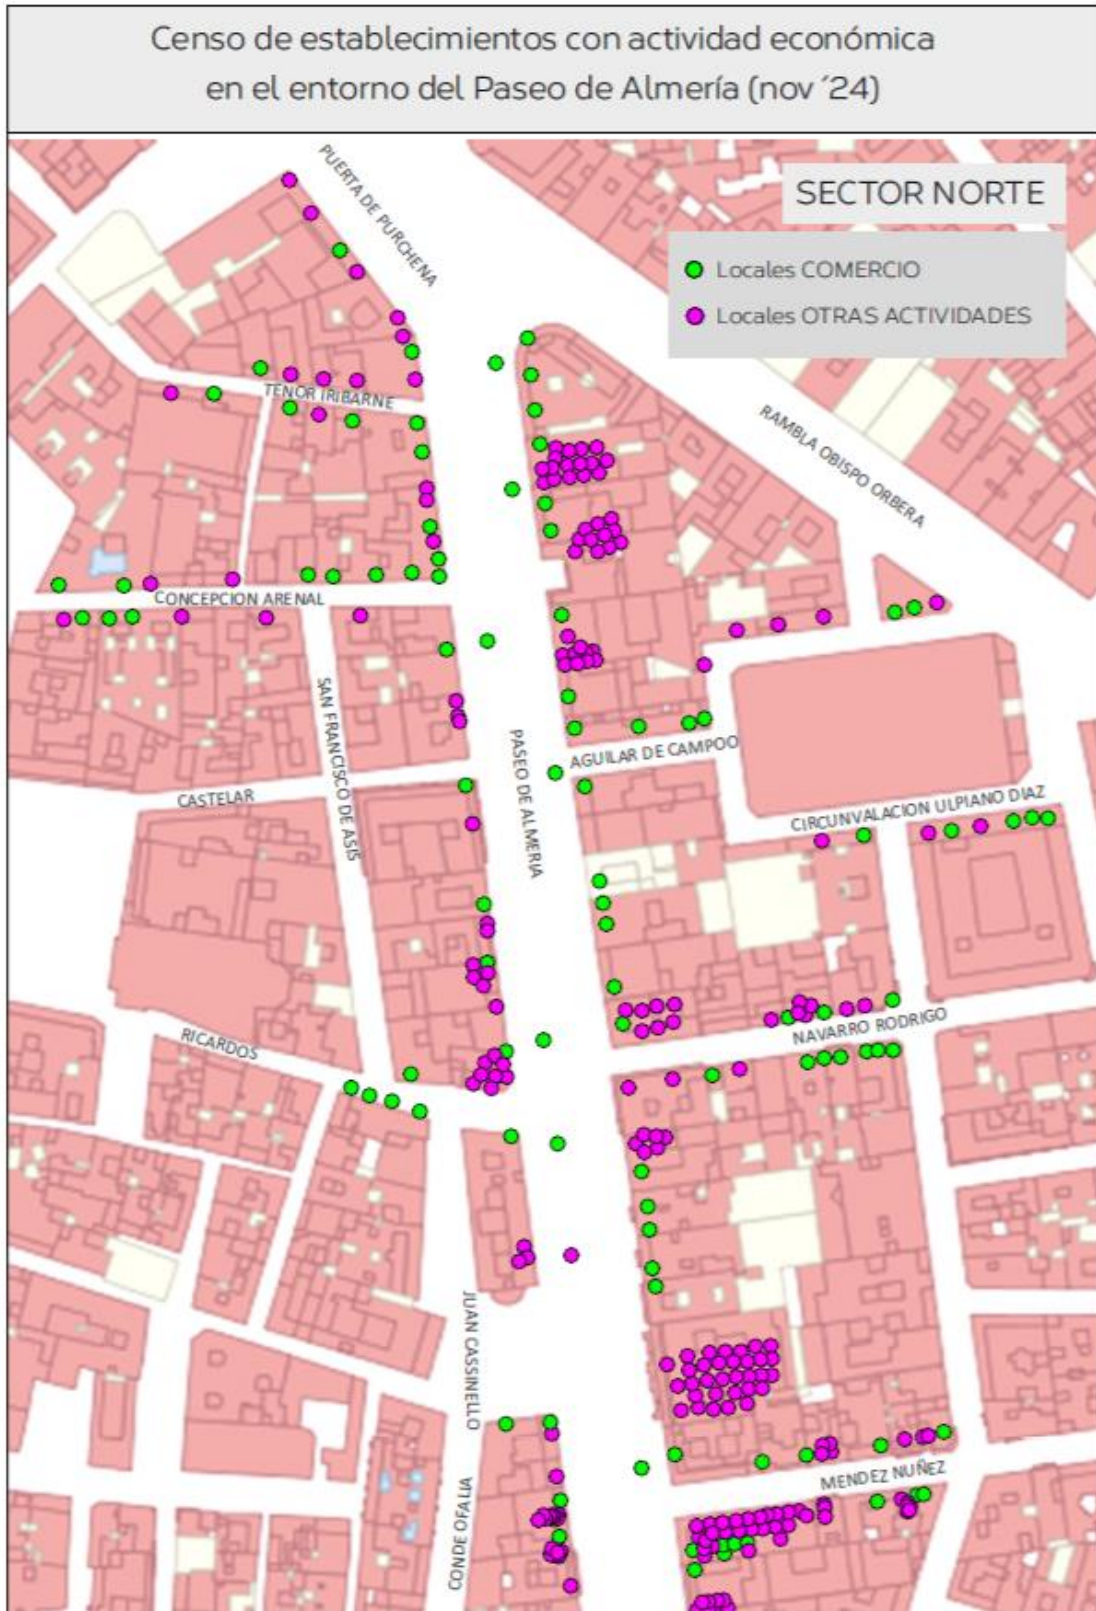 Censo de establecimientos con actividad económica
en el entorno del Paseo de Almería (nov ´24)
PUERTA DE PURCHENA
SECTOR NORTE
Locales COMERCIO
Locales OTRAS ACTIVIDADES
TENOR IRIBARNE
RAMBLA OBISPO ORBERA
CONCEPCION ARENAL
SAN FRANCISCO DE ASIS
PASEO DE ALMERIA
AGUILAR DE CAMPOO
CASTELAR
CIRCUNVALACION ULPIANO DIAZ
RICARDOS
NAVARRO RODRIGO
JUAN CASSINELLO
MENDEZ NUÑEZ
CONDE OFALIA